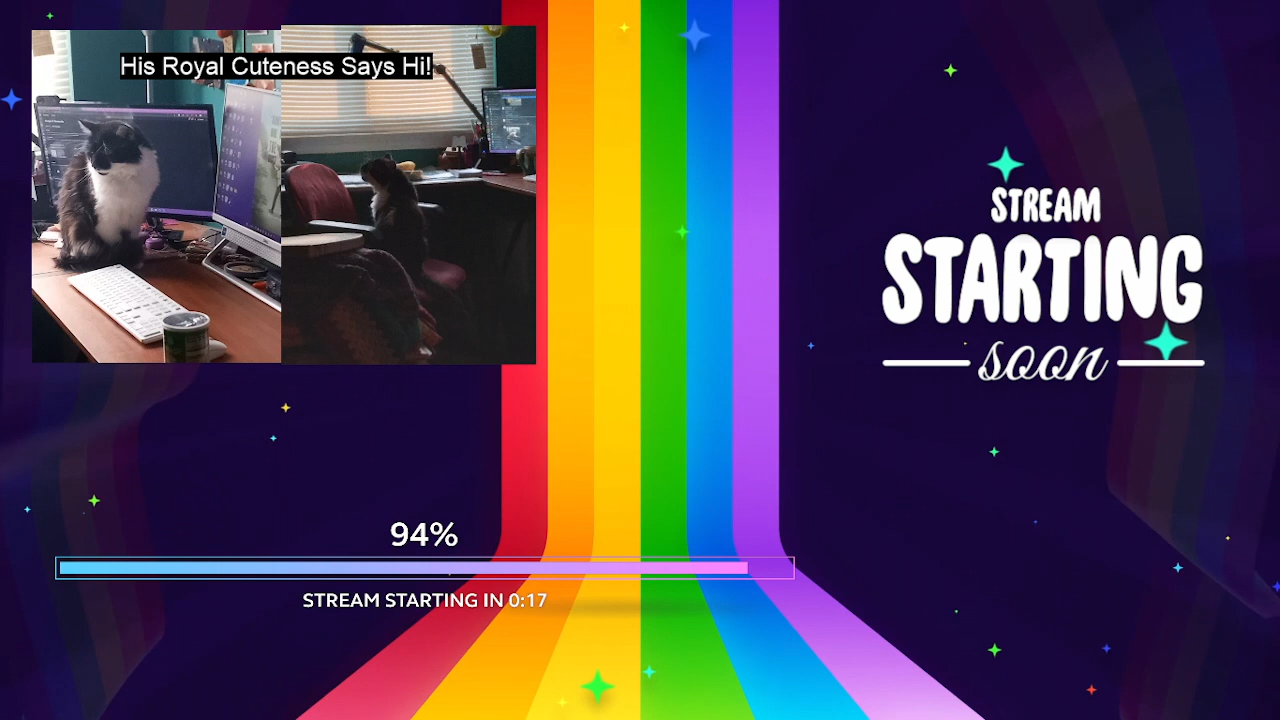 His Royal Cuteness Says Hi!
STREAM
STARTING
soon
94%
STREAM STARTING IN 0:17